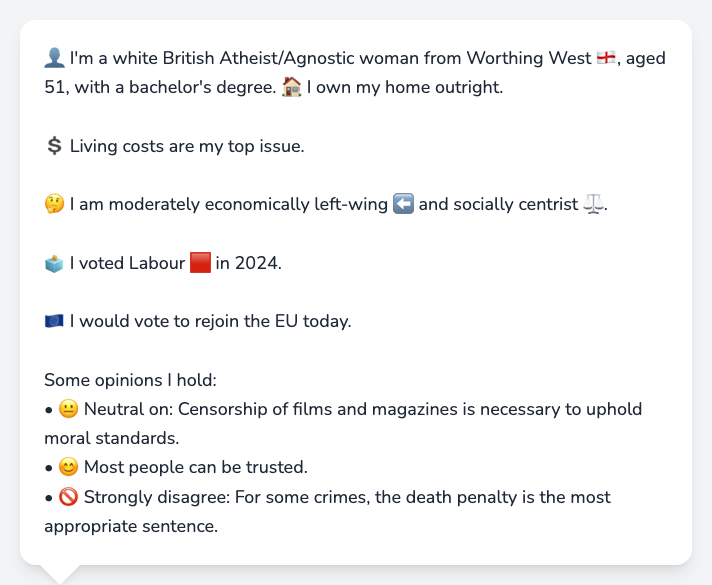 👤 I'm a white British Atheist/Agnostic woman from Worthing West 🏴󠁧󠁢󠁥󠁮󠁧󠁿, aged
51, with a bachelor's degree. 🏠 I own my home outright.
💲 Living costs are my top issue.
🤔 I am moderately economically left-wing ⬅️ and socially centrist ⚖️.
🗳️ I voted Labour 🟥 in 2024.
🇪🇺 I would vote to rejoin the EU today.
Some opinions I hold:
• 😐 Neutral on: Censorship of films and magazines is necessary to uphold
moral standards.
• 😊 Most people can be trusted.
• 🚫 Strongly disagree: For some crimes, the death penalty is the most
appropriate sentence.